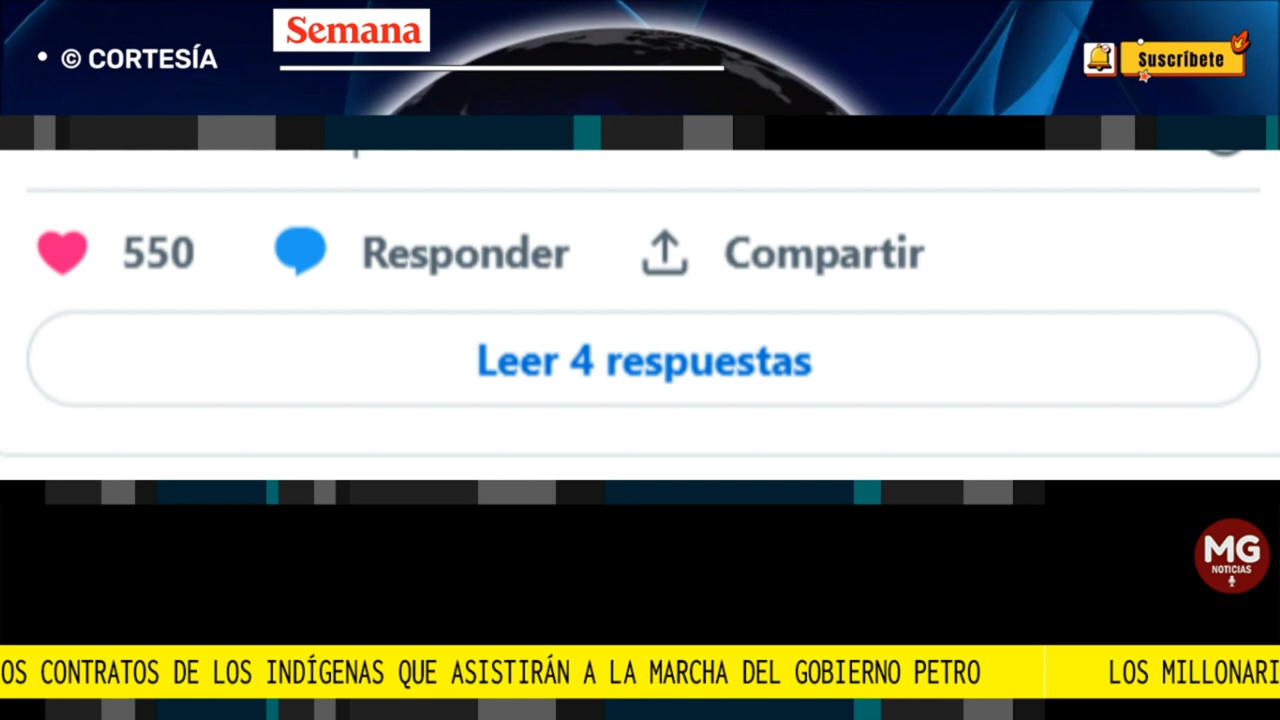 © CORTESÍA
Semana
Suscríbete
550 Responder Compartir
Leer 4 respuestas
MG
NOTICIAS
OS CONTRATOS DE LOS INDÍGENAS QUE ASISTIRÁN A LA MARCHA DEL GOBIERNO PETRO LOS MILLONARI